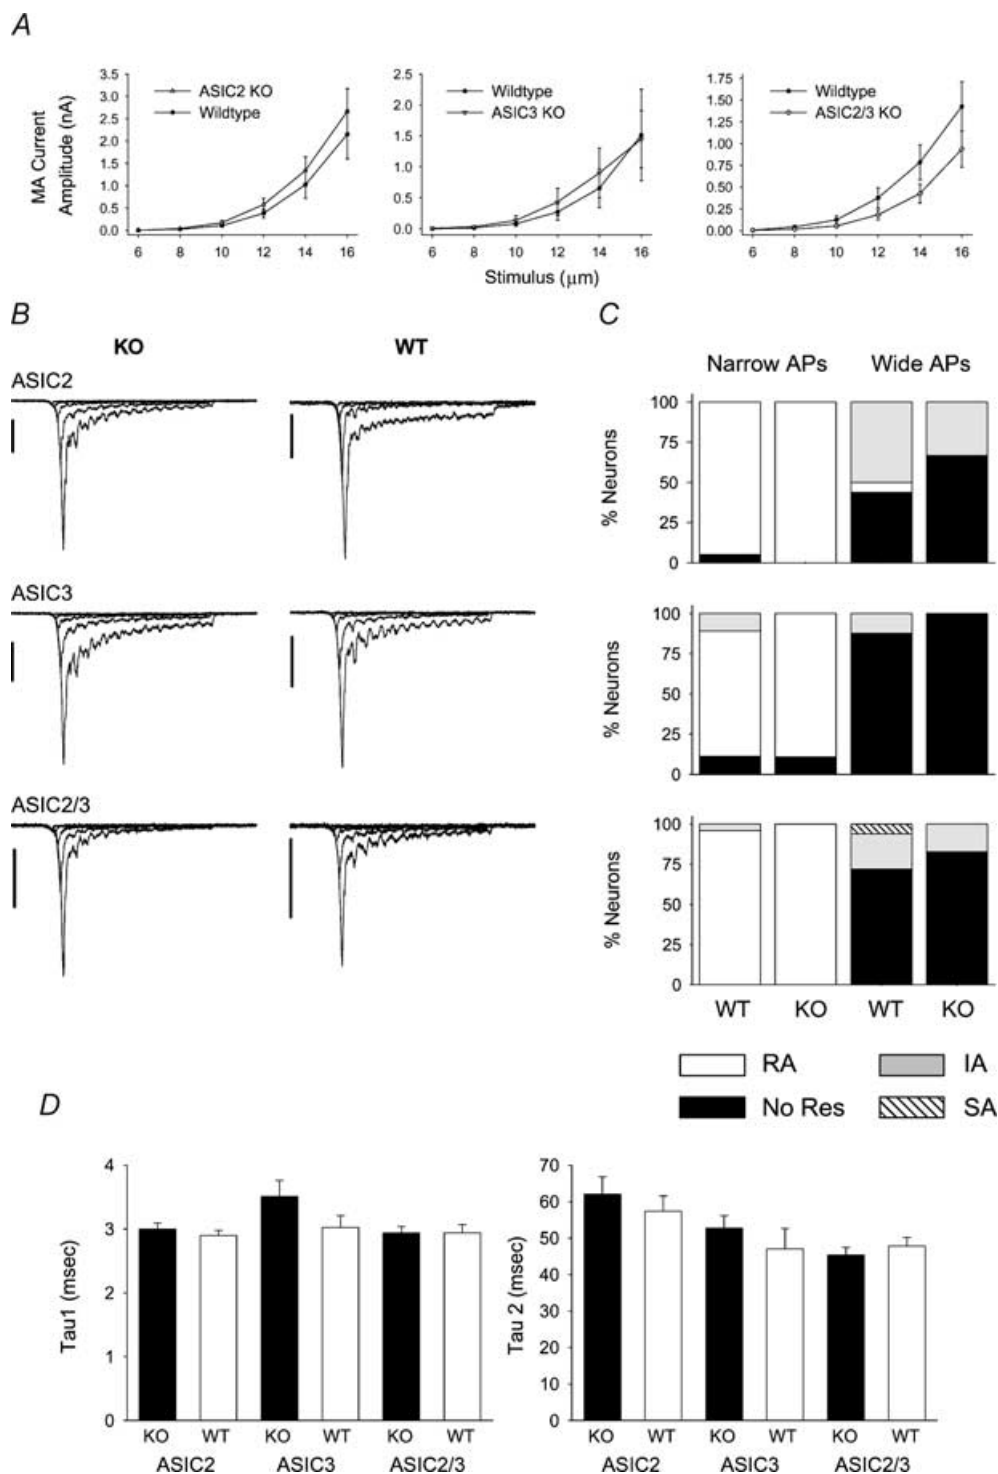 A
MA Current
Amplitude (nA)
3.5
3.0
2.5
2.0
1.5
1.0
0.5
0.0
ASIC2 KO
Wildtype
6 8 10 12 14 16
2.5
2.0
1.5
1.0
0.5
0.0
Wildtype
ASIC3 KO
6 8 10 12 14 16
1.75
1.50
1.25
1.00
0.75
0.50
0.25
0.00
Wildtype
ASIC2/3 KO
6 8 10 12 14 16
Stimulus (μm)
B
KO WT
ASIC2
ASIC3
ASIC2/3
C
Narrow APs Wide APs
% Neurons
100
75
50
25
0
% Neurons
100
75
50
25
0
% Neurons
100
75
50
25
0
WT KO WT KO
RA IA
No Res SA
D
Tau1 (msec)
4
3
2
1
0
KO WT KO WT KO WT
ASIC2 ASIC3 ASIC2/3
Tau 2 (msec)
70
60
50
40
30
20
10
0
KO WT KO WT KO WT
ASIC2 ASIC3 ASIC2/3